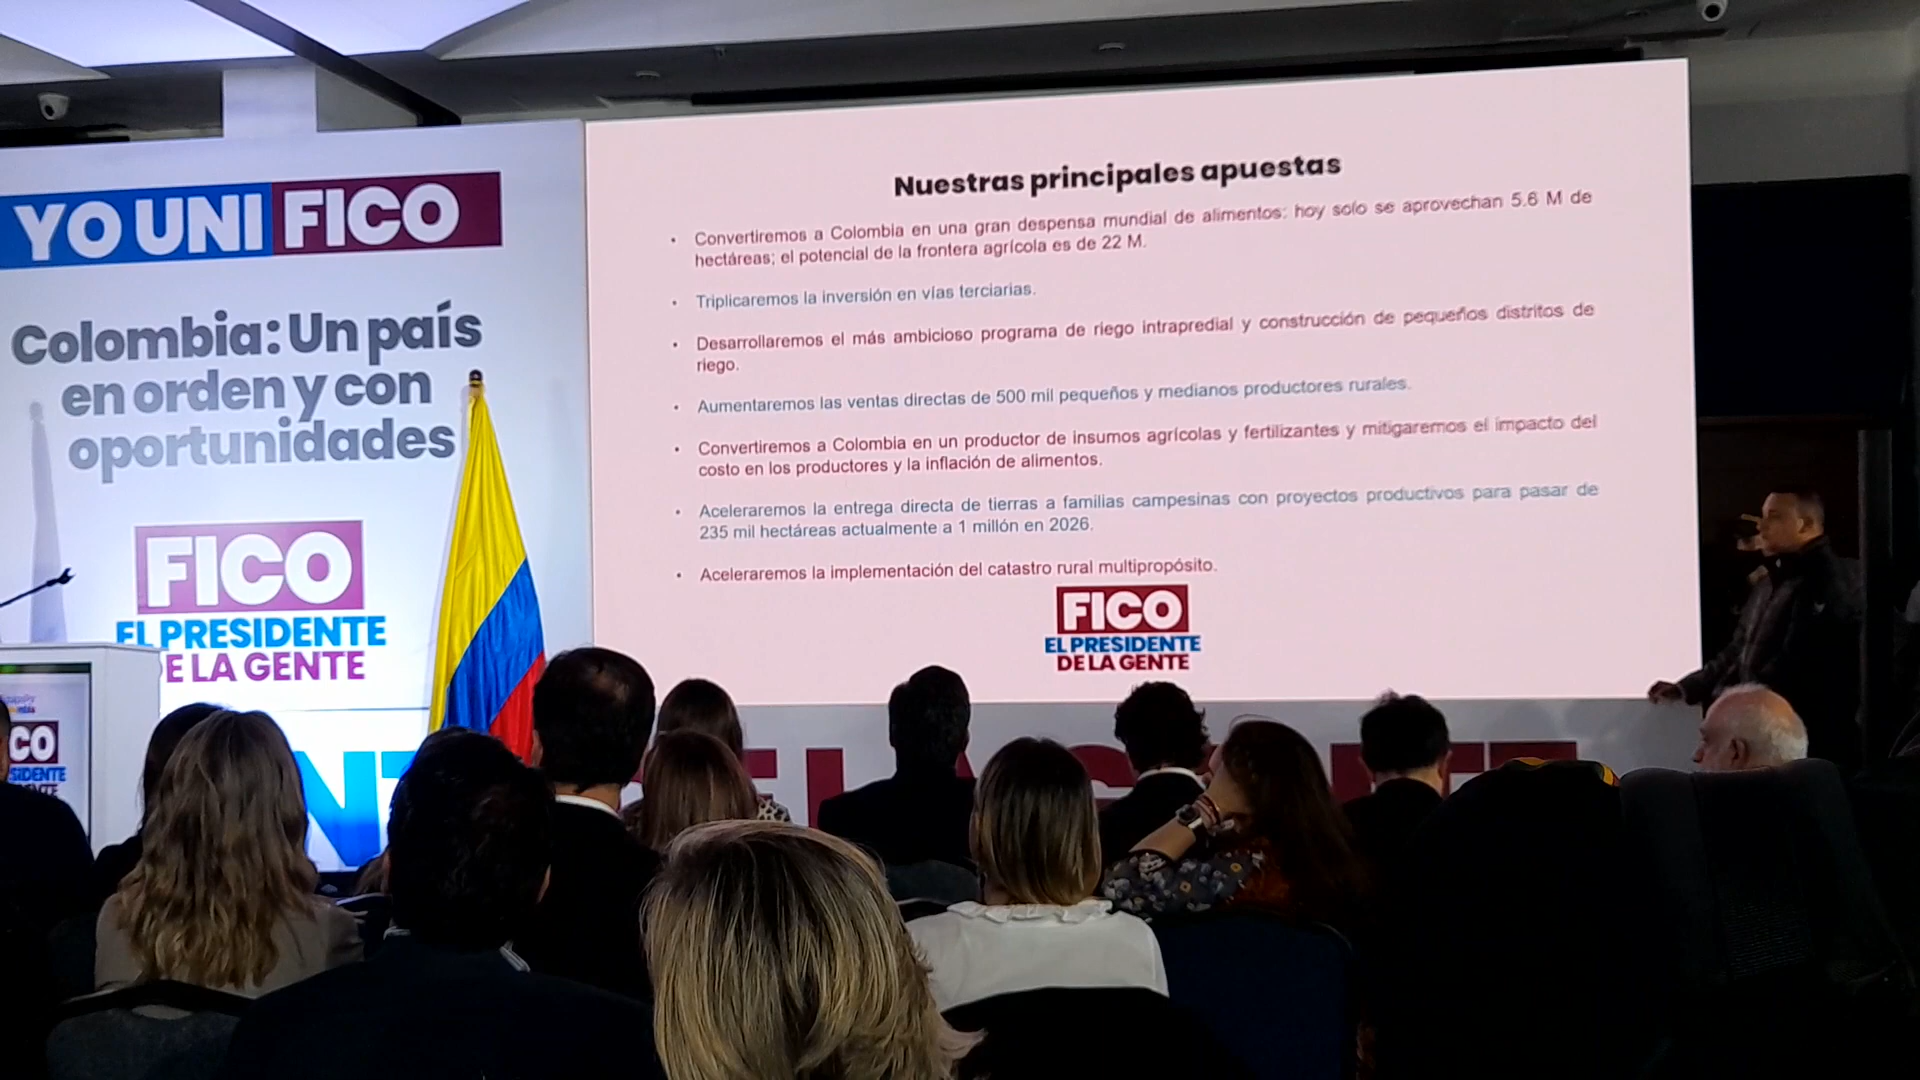 YO UNI FICO
Colombia: Un país
en orden y con
oportunidades
FICO
EL PRESIDENTE
DE LA GENTE
Nuestras principales apuestas
• Convertiremos a Colombia en una gran despensa mundial de alimentos: hoy solo se aprovechan 5.6 M de
hectáreas; el potencial de la frontera agrícola es de 22 M.
• Triplicaremos la inversión en vías terciarias.
• Desarrollaremos el más ambicioso programa de riego intrapredial y construcción de pequeños distritos de
riego.
• Aumentaremos las ventas directas de 500 mil pequeños y medianos productores rurales.
• Convertiremos a Colombia en un productor de insumos agrícolas y fertilizantes y mitigaremos el impacto del
costo en los productores y la inflación de alimentos.
• Aceleraremos la entrega directa de tierras a familias campesinas con proyectos productivos para pasar de
235 mil hectáreas actualmente a 1 millón en 2026.
• Aceleraremos la implementación del catastro rural multipropósito.
FICO
EL PRESIDENTE
DE LA GENTE
CO
SIDENTE